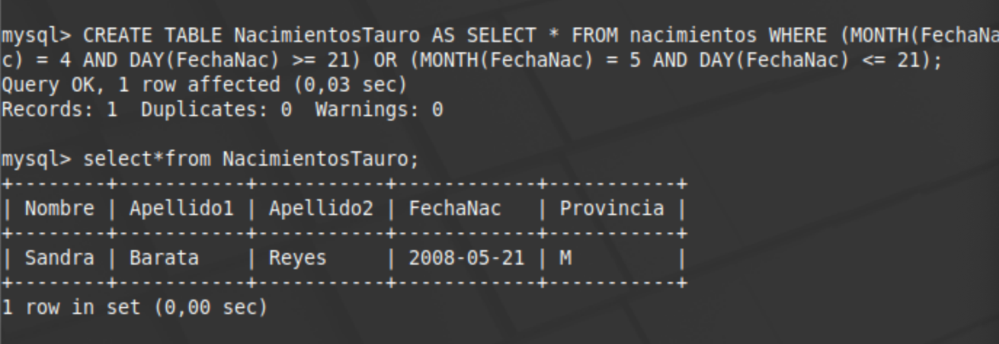 mysql> CREATE TABLE NacimientosTauro AS SELECT * FROM nacimientos WHERE (MONTH(FechaNa
c) = 4 AND DAY(FechaNac) >= 21) OR (MONTH(FechaNac) = 5 AND DAY(FechaNac) <= 21);
Query OK, 1 row affected (0,03 sec)
Records: 1  Duplicates: 0  Warnings: 0

mysql> select*from NacimientosTauro;
+--------+-----------+-----------+------------+-----------+
| Nombre | Apellido1 | Apellido2 | FechaNac   | Provincia |
+--------+-----------+-----------+------------+-----------+
| Sandra | Barata    | Reyes     | 2008-05-21 | M         |
+--------+-----------+-----------+------------+-----------+
1 row in set (0,00 sec)